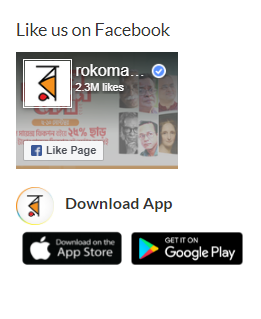 Like us on Facebook
rokoma...
2.3M likes
২৫% ছাড়
Like Page
Download App
Download on the
App Store
GET IT ON
Google Play